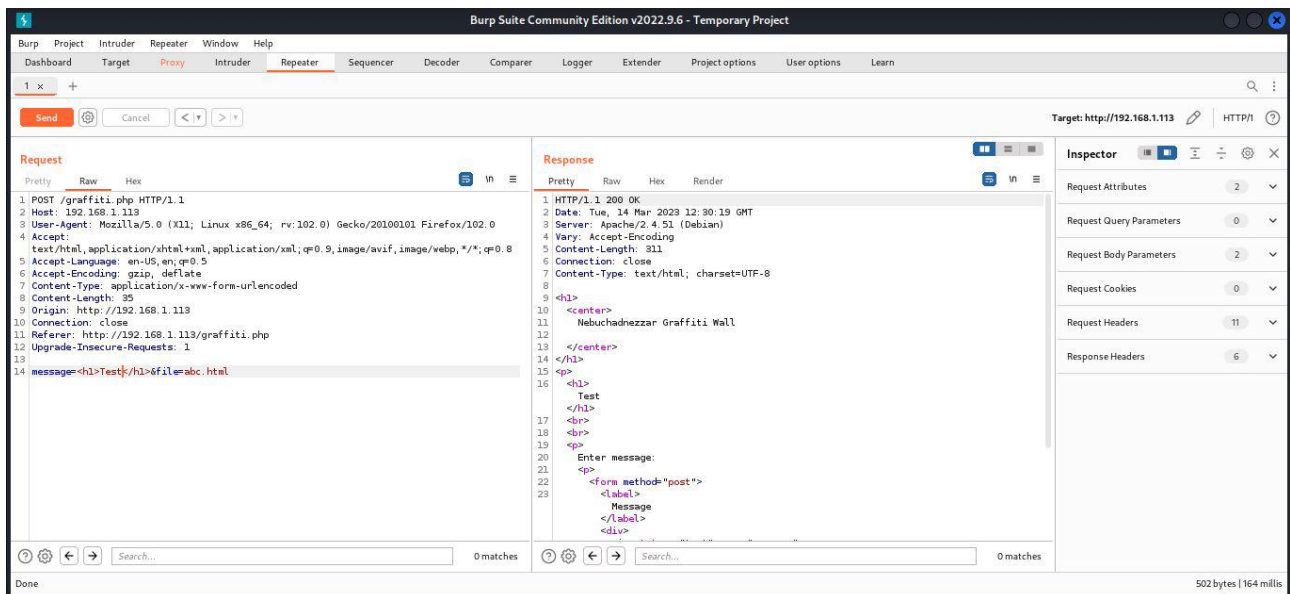 Burp Suite Community Edition v2022.9.6 - Temporary Project
Burp Project Intruder Repeater Window Help
Dashboard Target Proxy Intruder Repeater Sequencer Decoder Comparer Logger Extender Project options User options Learn
1 × +
Send Cancel < > Target: http://192.168.1.113 HTTP/1 ?
Request
Pretty Raw Hex \n
1 POST /graffiti.php HTTP/1.1
2 Host: 192.168.1.113
3 User-Agent: Mozilla/5.0 (X11; Linux x86_64; rv:102.0) Gecko/20100101 Firefox/102.0
4 Accept:
text/html,application/xhtml+xml,application/xml;q=0.9,image/avif,image/webp,*/*;q=0.8
5 Accept-Language: en-US,en;q=0.5
6 Accept-Encoding: gzip, deflate
7 Content-Type: application/x-www-form-urlencoded
8 Content-Length: 35
9 Origin: http://192.168.1.113
10 Connection: close
11 Referer: http://192.168.1.113/graffiti.php
12 Upgrade-Insecure-Requests: 1
13
14 message=<h1>Test</h1>&file=abc.html
? Search... 0 matches
Response
Pretty Raw Hex Render \n
1 HTTP/1.1 200 OK
2 Date: Tue, 14 Mar 2023 12:30:19 GMT
3 Server: Apache/2.4.51 (Debian)
4 Vary: Accept-Encoding
5 Content-Length: 311
6 Connection: close
7 Content-Type: text/html; charset=UTF-8
8
9 <h1>
10 <center>
11 Nebuchadnezzar Graffiti Wall
12
13 </center>
14 </h1>
15 <p>
16 <h1>
Test
</h1>
17 <br>
18 <br>
19 <p>
20 Enter message:
21 <p>
22 <form method="post">
23 <label>
Message
</label>
<div>
? Search... 0 matches
Inspector
Request Attributes 2
Request Query Parameters 0
Request Body Parameters 2
Request Cookies 0
Request Headers 11
Response Headers 6
Done 502 bytes | 164 millis